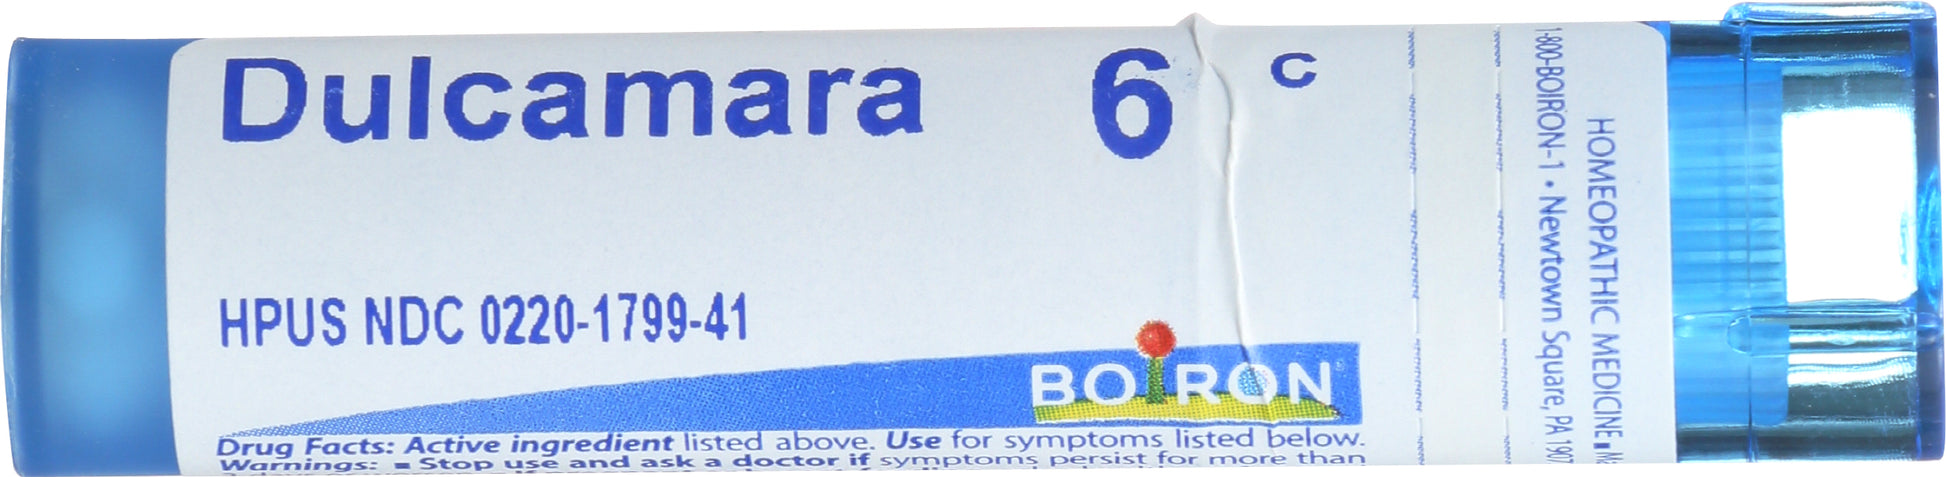 Dulcamara 6 C
HPUS NDC 0220-1799-41
BOIRON®
Drug Facts: Active ingredient listed above. Use for symptoms listed below.
Warnings: ■ Stop use and ask a doctor if symptoms persist for more than
1-800-BOIRON-1 • Newtown Square, PA 1907
HOMEOPATHIC MEDICINE ■ Ma